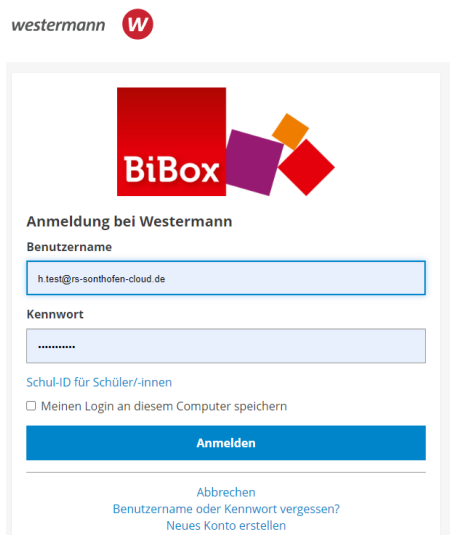 westermann W
BiBox
Anmeldung bei Westermann
Benutzername
h.test@rs-sonthofen-cloud.de
Kennwort
•••••••••••
Schul-ID für Schüler/-innen
Meinen Login an diesem Computer speichern
Anmelden
Abbrechen
Benutzername oder Kennwort vergessen?
Neues Konto erstellen